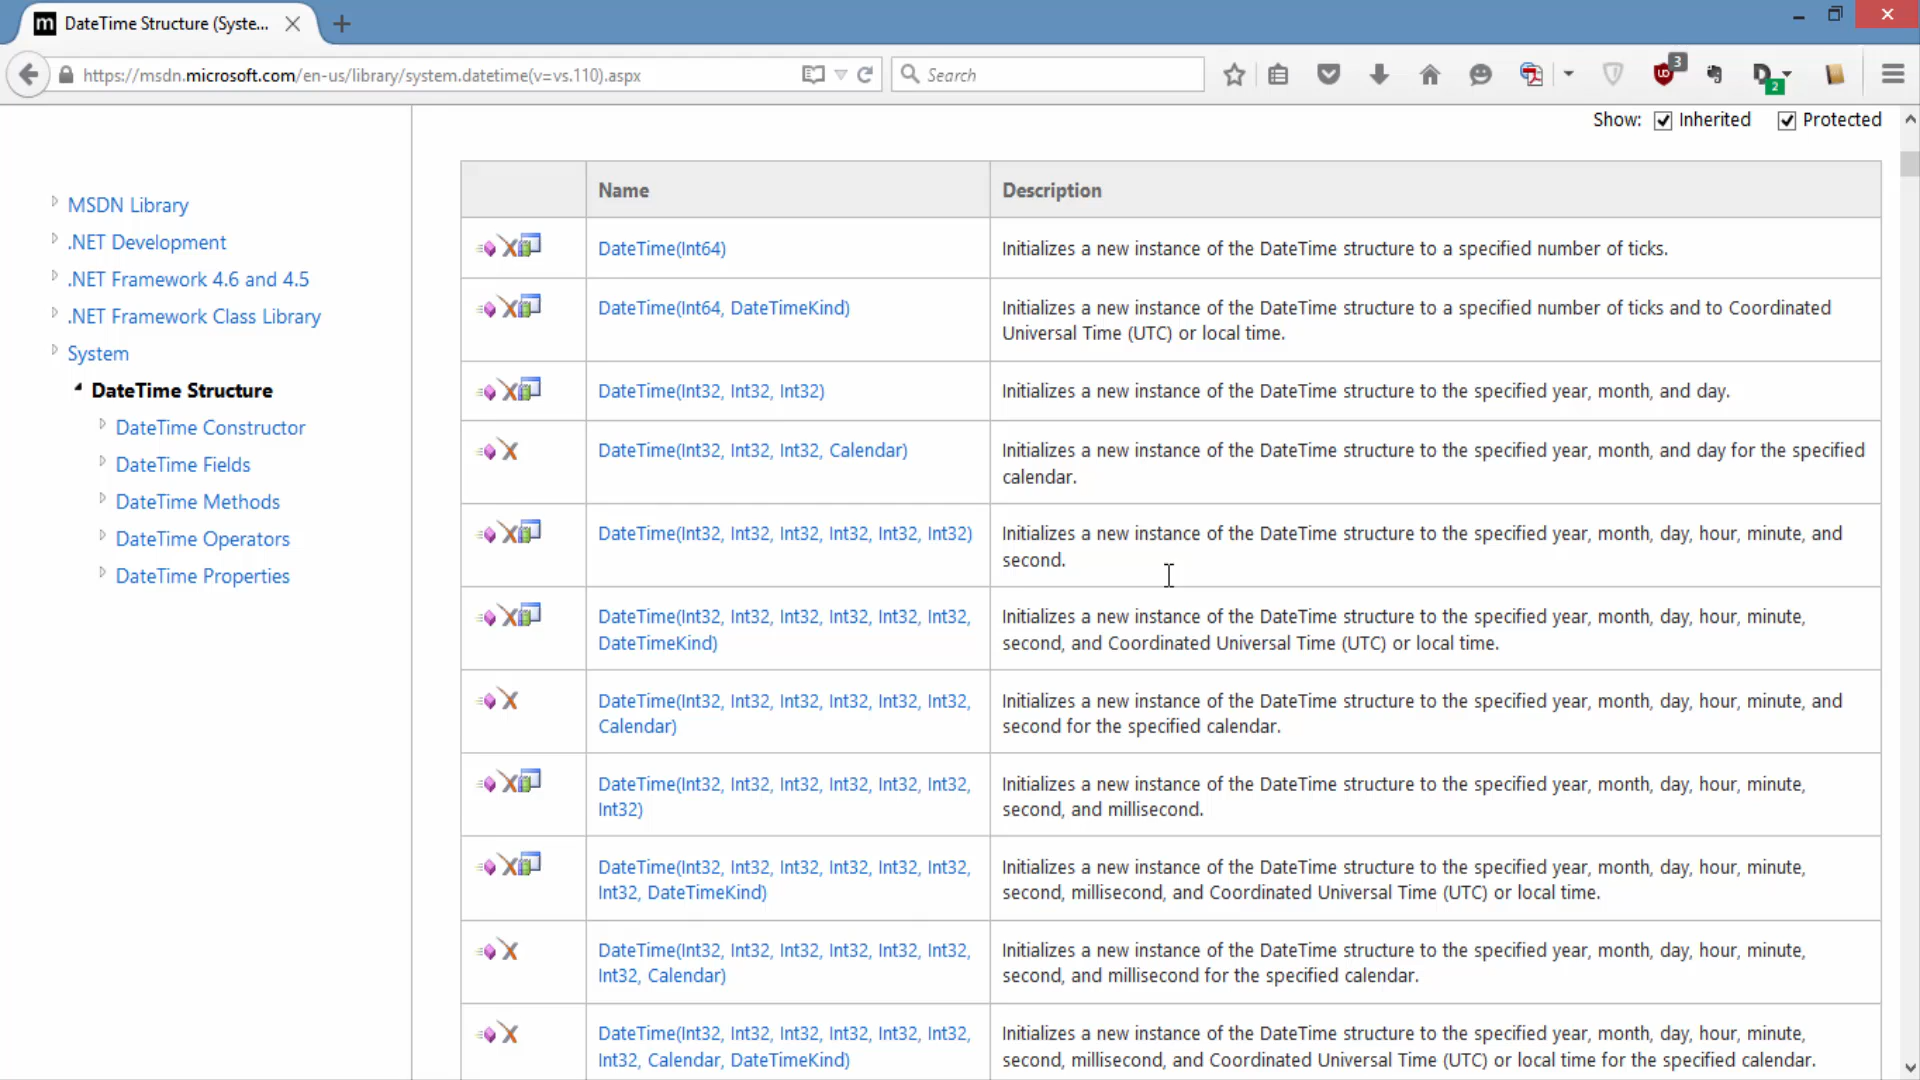 m DateTime Structure (Syste...
https://msdn.microsoft.com/en-us/library/system.datetime(v=vs.110).aspx
Search
3
2
Show: Inherited Protected
MSDN Library
.NET Development
.NET Framework 4.6 and 4.5
.NET Framework Class Library
System
DateTime Structure
DateTime Constructor
DateTime Fields
DateTime Methods
DateTime Operators
DateTime Properties
Name Description
DateTime(Int64) Initializes a new instance of the DateTime structure to a specified number of ticks.
DateTime(Int64, DateTimeKind) Initializes a new instance of the DateTime structure to a specified number of ticks and to Coordinated
Universal Time (UTC) or local time.
DateTime(Int32, Int32, Int32) Initializes a new instance of the DateTime structure to the specified year, month, and day.
DateTime(Int32, Int32, Int32, Calendar) Initializes a new instance of the DateTime structure to the specified year, month, and day for the specified
calendar.
DateTime(Int32, Int32, Int32, Int32, Int32, Int32) Initializes a new instance of the DateTime structure to the specified year, month, day, hour, minute, and
second.
DateTime(Int32, Int32, Int32, Int32, Int32, Int32, Initializes a new instance of the DateTime structure to the specified year, month, day, hour, minute,
DateTimeKind) second, and Coordinated Universal Time (UTC) or local time.
DateTime(Int32, Int32, Int32, Int32, Int32, Int32, Initializes a new instance of the DateTime structure to the specified year, month, day, hour, minute, and
Calendar) second for the specified calendar.
DateTime(Int32, Int32, Int32, Int32, Int32, Int32, Initializes a new instance of the DateTime structure to the specified year, month, day, hour, minute,
Int32) second, and millisecond.
DateTime(Int32, Int32, Int32, Int32, Int32, Int32, Initializes a new instance of the DateTime structure to the specified year, month, day, hour, minute,
Int32, DateTimeKind) second, millisecond, and Coordinated Universal Time (UTC) or local time.
DateTime(Int32, Int32, Int32, Int32, Int32, Int32, Initializes a new instance of the DateTime structure to the specified year, month, day, hour, minute,
Int32, Calendar) second, and millisecond for the specified calendar.
DateTime(Int32, Int32, Int32, Int32, Int32, Int32, Initializes a new instance of the DateTime structure to the specified year, month, day, hour, minute,
Int32, Calendar, DateTimeKind) second, millisecond, and Coordinated Universal Time (UTC) or local time for the specified calendar.